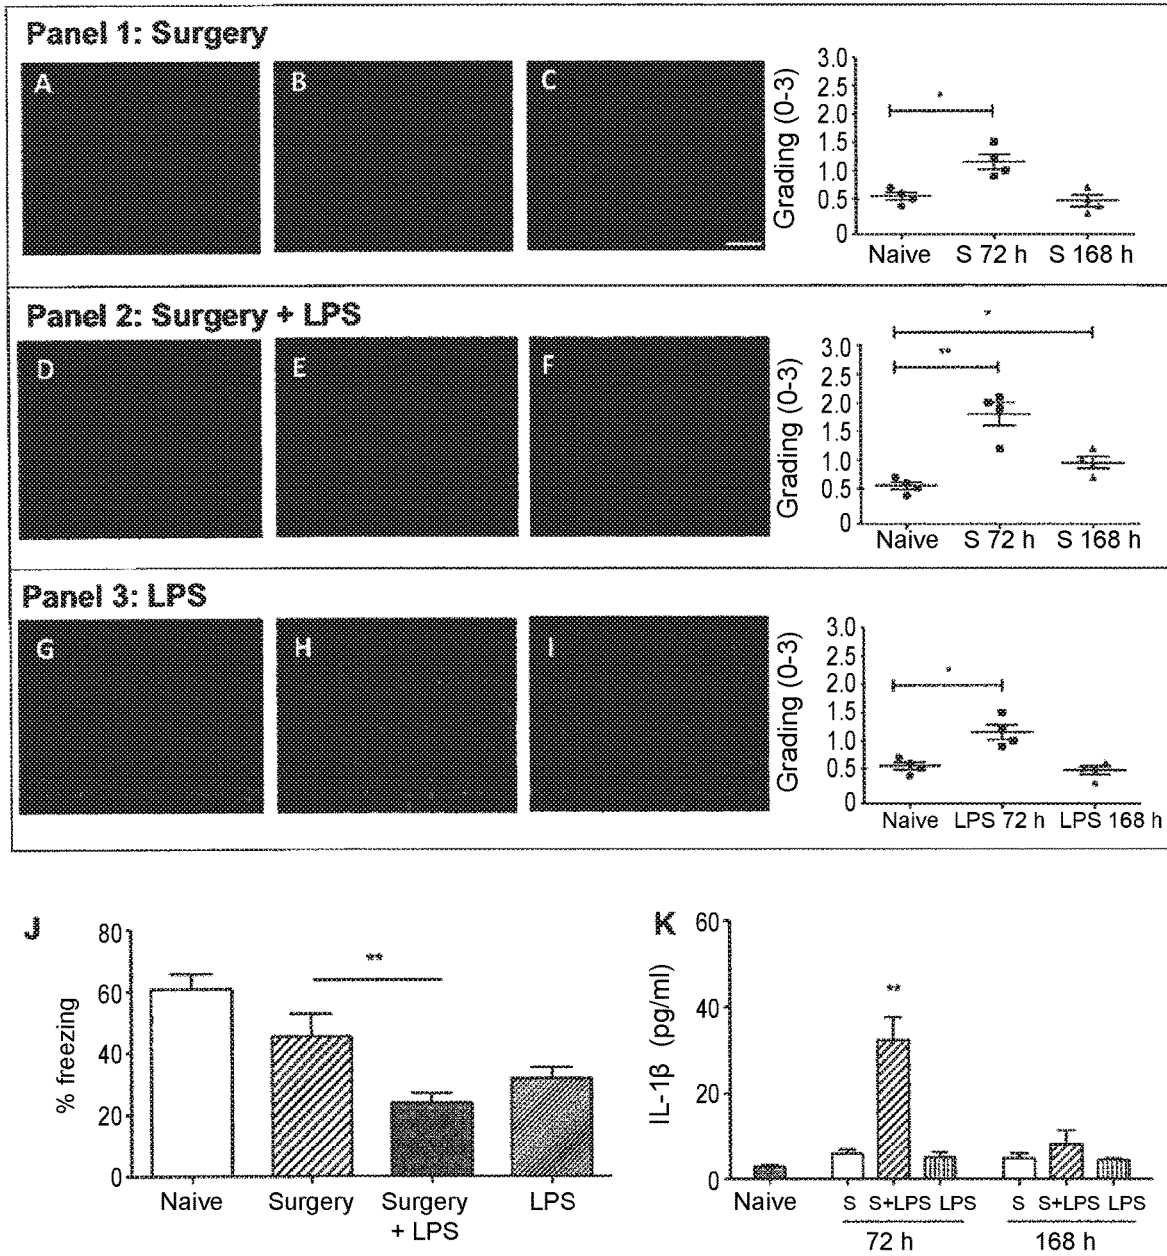 Panel 1: Surgery
A
B
C
Grading (0-3)
3.0
2.5
2.0
1.5
1.0
0.5
0
*
Naive S 72 h S 168 h
Panel 2: Surgery + LPS
D
E
F
Grading (0-3)
3.0
2.5
2.0
1.5
1.0
0.5
0
*
**
Naive S 72 h S 168 h
Panel 3: LPS
G
H
I
Grading (0-3)
3.0
2.5
2.0
1.5
1.0
0.5
0
*
Naive LPS 72 h LPS 168 h
J
% freezing
80
60
40
20
0
**
Naive Surgery Surgery LPS
+ LPS
K
IL-1β (pg/ml)
60
40
20
0
**
Naive S S+LPS LPS S S+LPS LPS
72 h 168 h